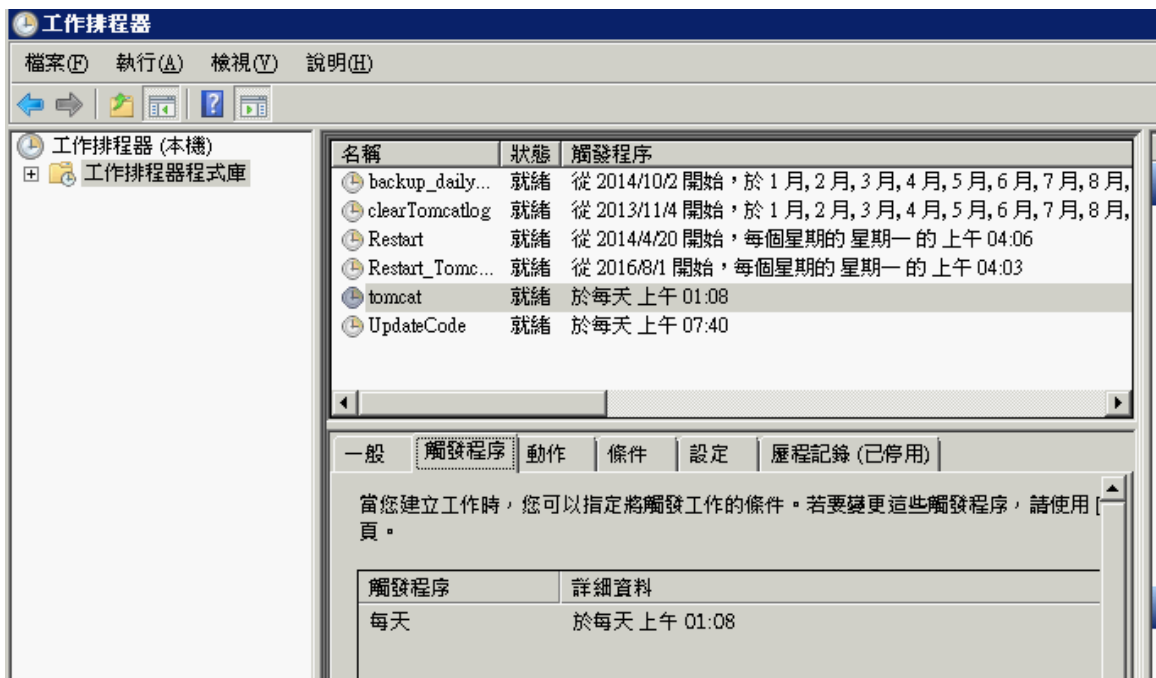 工作排程器
檔案(F) 執行(A) 檢視(V) 說明(H)
工作排程器 (本機)
工作排程器程式庫
名稱 狀態 觸發程序
backup_daily... 就緒 從 2014/10/2 開始，於 1 月, 2 月, 3 月, 4 月, 5 月, 6 月, 7 月, 8 月,
clearTomcatlog 就緒 從 2013/11/4 開始，於 1 月, 2 月, 3 月, 4 月, 5 月, 6 月, 7 月, 8 月,
Restart 就緒 從 2014/4/20 開始，每個星期的 星期一 的 上午 04:06
Restart_Tomc... 就緒 從 2016/8/1 開始，每個星期的 星期一 的 上午 04:03
tomcat 就緒 於每天 上午 01:08
UpdateCode 就緒 於每天 上午 07:40
一般 觸發程序 動作 條件 設定 歷程記錄 (已停用)
當您建立工作時，您可以指定將觸發工作的條件。若要變更這些觸發程序，請使用 [
頁。
觸發程序 詳細資料
每天 於每天 上午 01:08